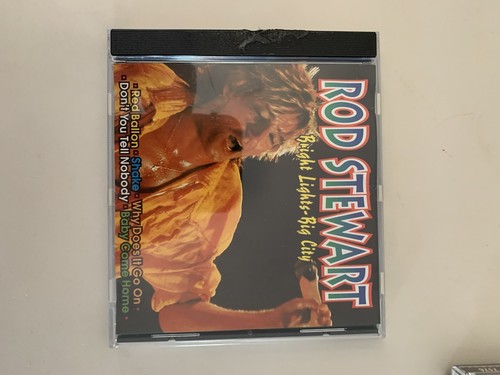 ROD STEWART
Bright Lights-Big City
• Red Ballon • Shake • Why Does It Go On •
• Don't You Tell Nobody • Baby Come Home •